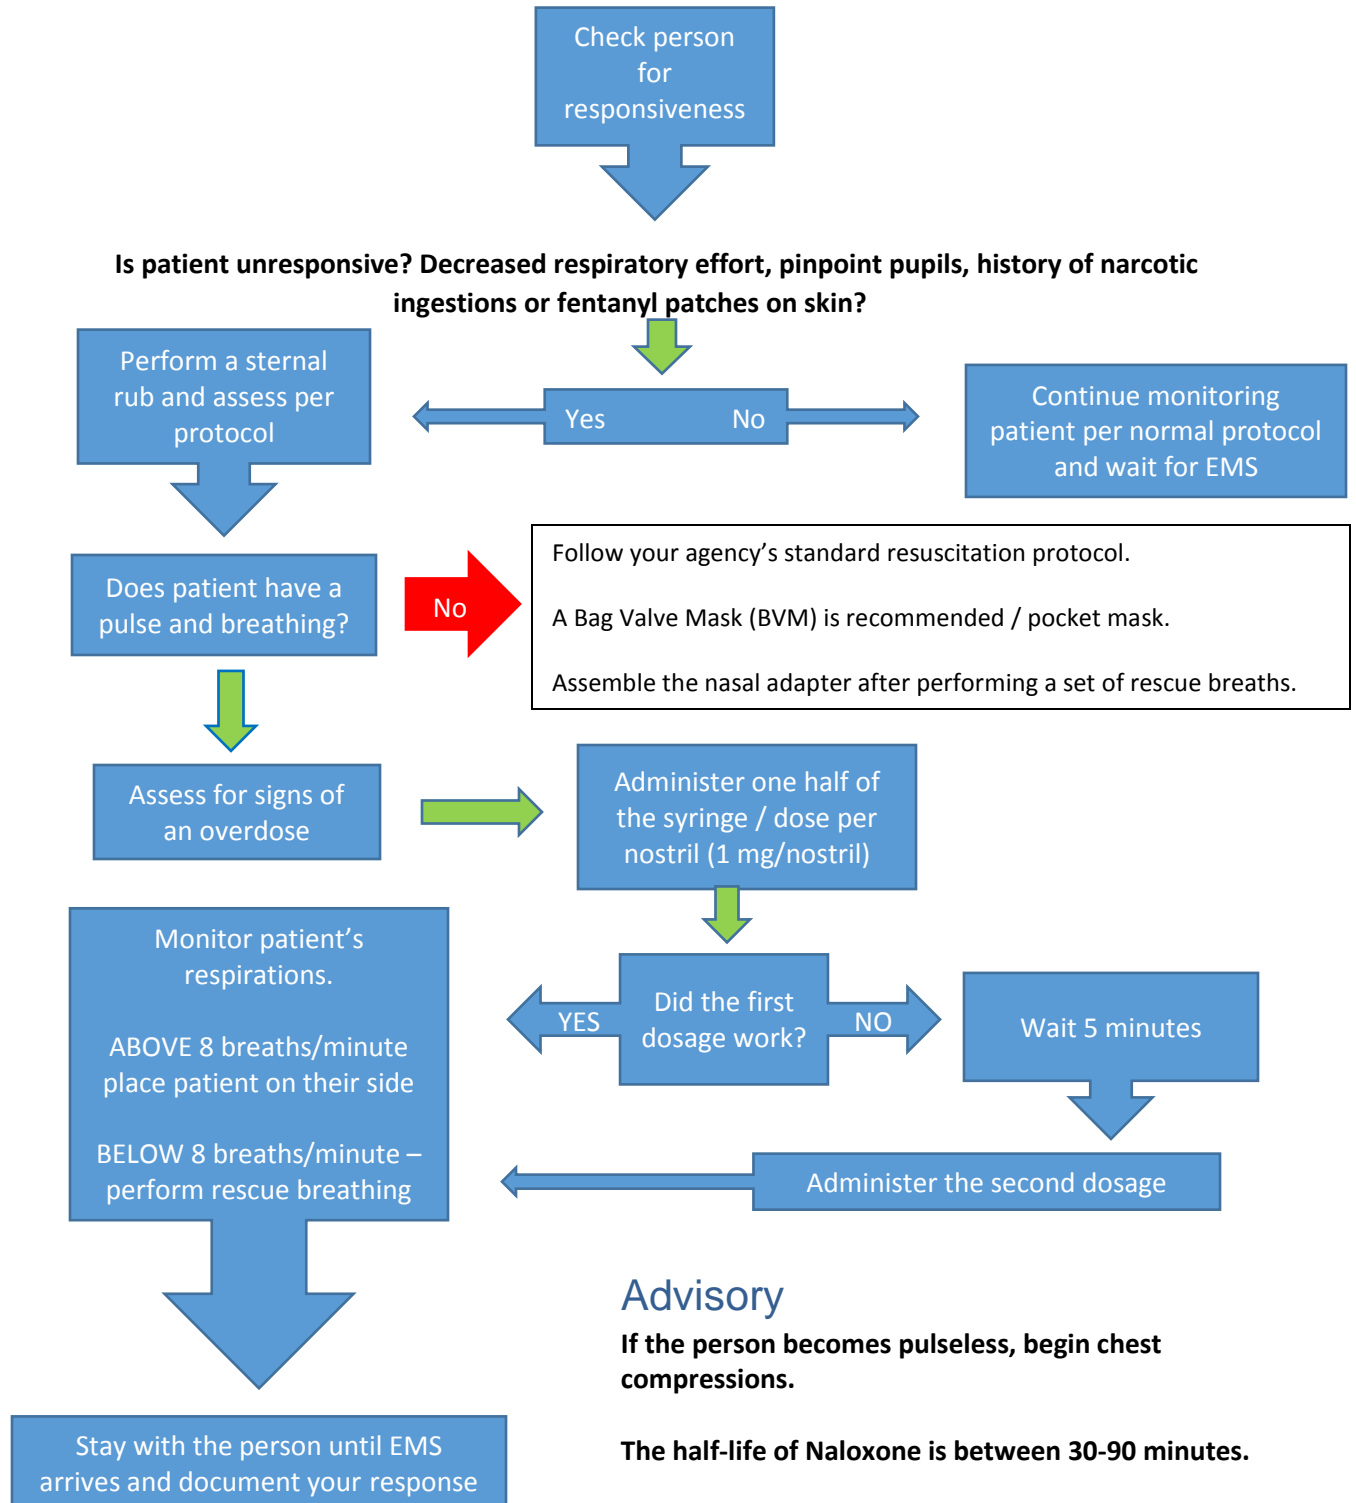 Check person
for
responsiveness
Is patient unresponsive? Decreased respiratory effort, pinpoint pupils, history of narcotic
ingestions or fentanyl patches on skin?
Perform a sternal
rub and assess per
protocol
Yes No
Continue monitoring
patient per normal protocol
and wait for EMS
Does patient have a
pulse and breathing?
No
Follow your agency's standard resuscitation protocol.
A Bag Valve Mask (BVM) is recommended / pocket mask.
Assemble the nasal adapter after performing a set of rescue breaths.
Assess for signs of
an overdose
Administer one half of
the syringe / dose per
nostril (1 mg/nostril)
Did the first
dosage work?
YES
NO
Wait 5 minutes
Administer the second dosage
Monitor patient's
respirations.
ABOVE 8 breaths/minute
place patient on their side
BELOW 8 breaths/minute –
perform rescue breathing
Stay with the person until EMS
arrives and document your response
Advisory
If the person becomes pulseless, begin chest
compressions.
The half-life of Naloxone is between 30-90 minutes.